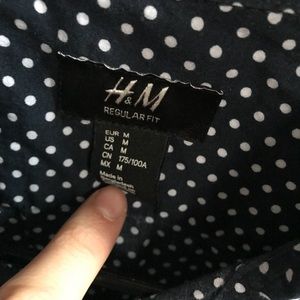 H&M
REGULAR FIT
EUR M
US M
CA M
CN 175/100A
MX M
Made in